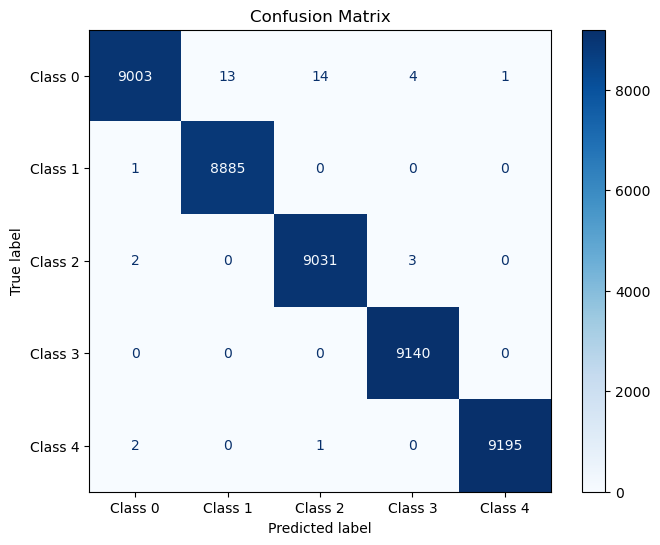 Confusion Matrix
Class 0 9003 13 14 4 1
Class 1 1 8885 0 0 0
Class 2 2 0 9031 3 0
Class 3 0 0 0 9140 0
Class 4 2 0 1 0 9195
Class 0 Class 1 Class 2 Class 3 Class 4
Predicted label
True label
8000
6000
4000
2000
0